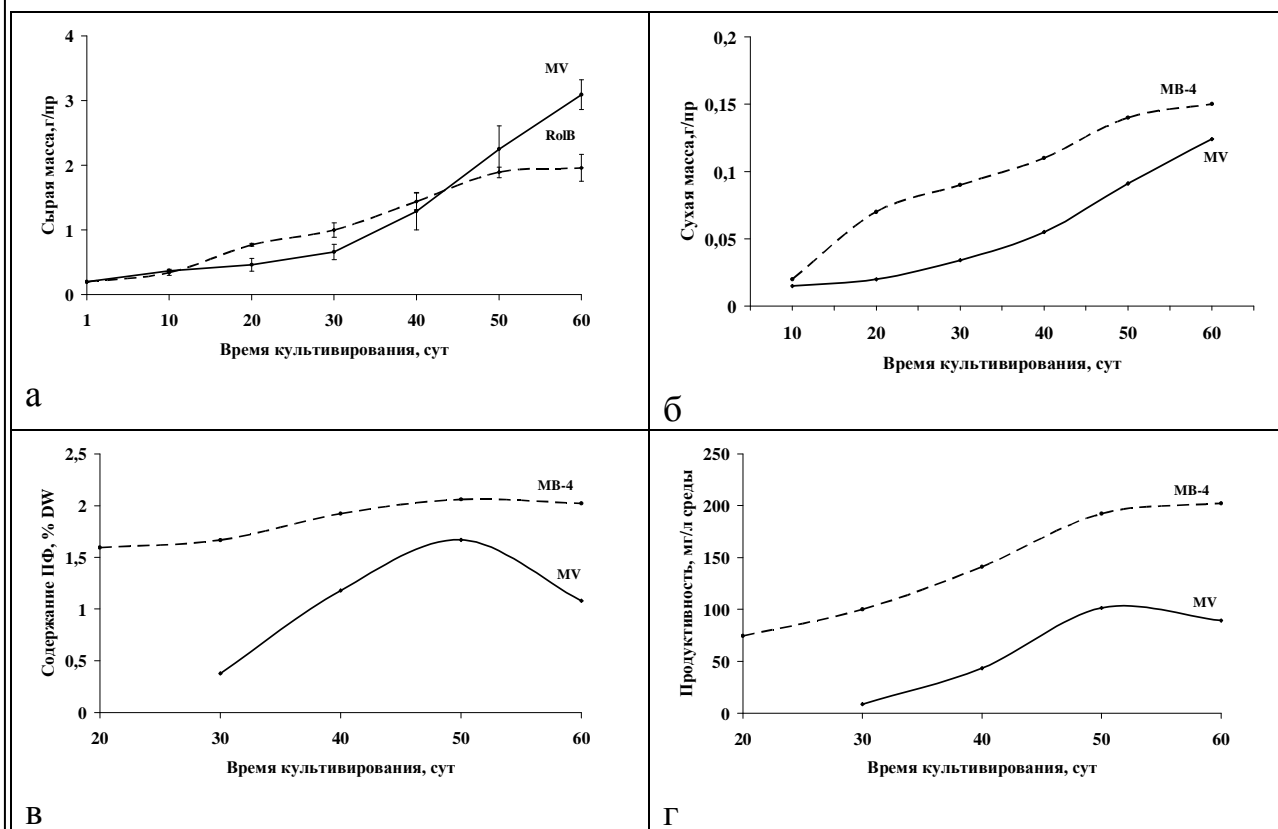 Сырая масса,г/пр
4
3
2
1
0
MV
RolB
1 10 20 30 40 50 60
Время культивирования, сут
а
Сухая масса,г/пр
0,2
0,15
0,1
0,05
0
MB-4
MV
10 20 30 40 50 60
Время культивирования, сут
б
Содержание ПФ, % DW
2,5
2
1,5
1
0,5
0
MB-4
MV
20 30 40 50 60
Время культивирования, сут
в
Продуктивность, мг/л среды
250
200
150
100
50
0
MB-4
MV
20 30 40 50 60
Время культивирования, сут
г